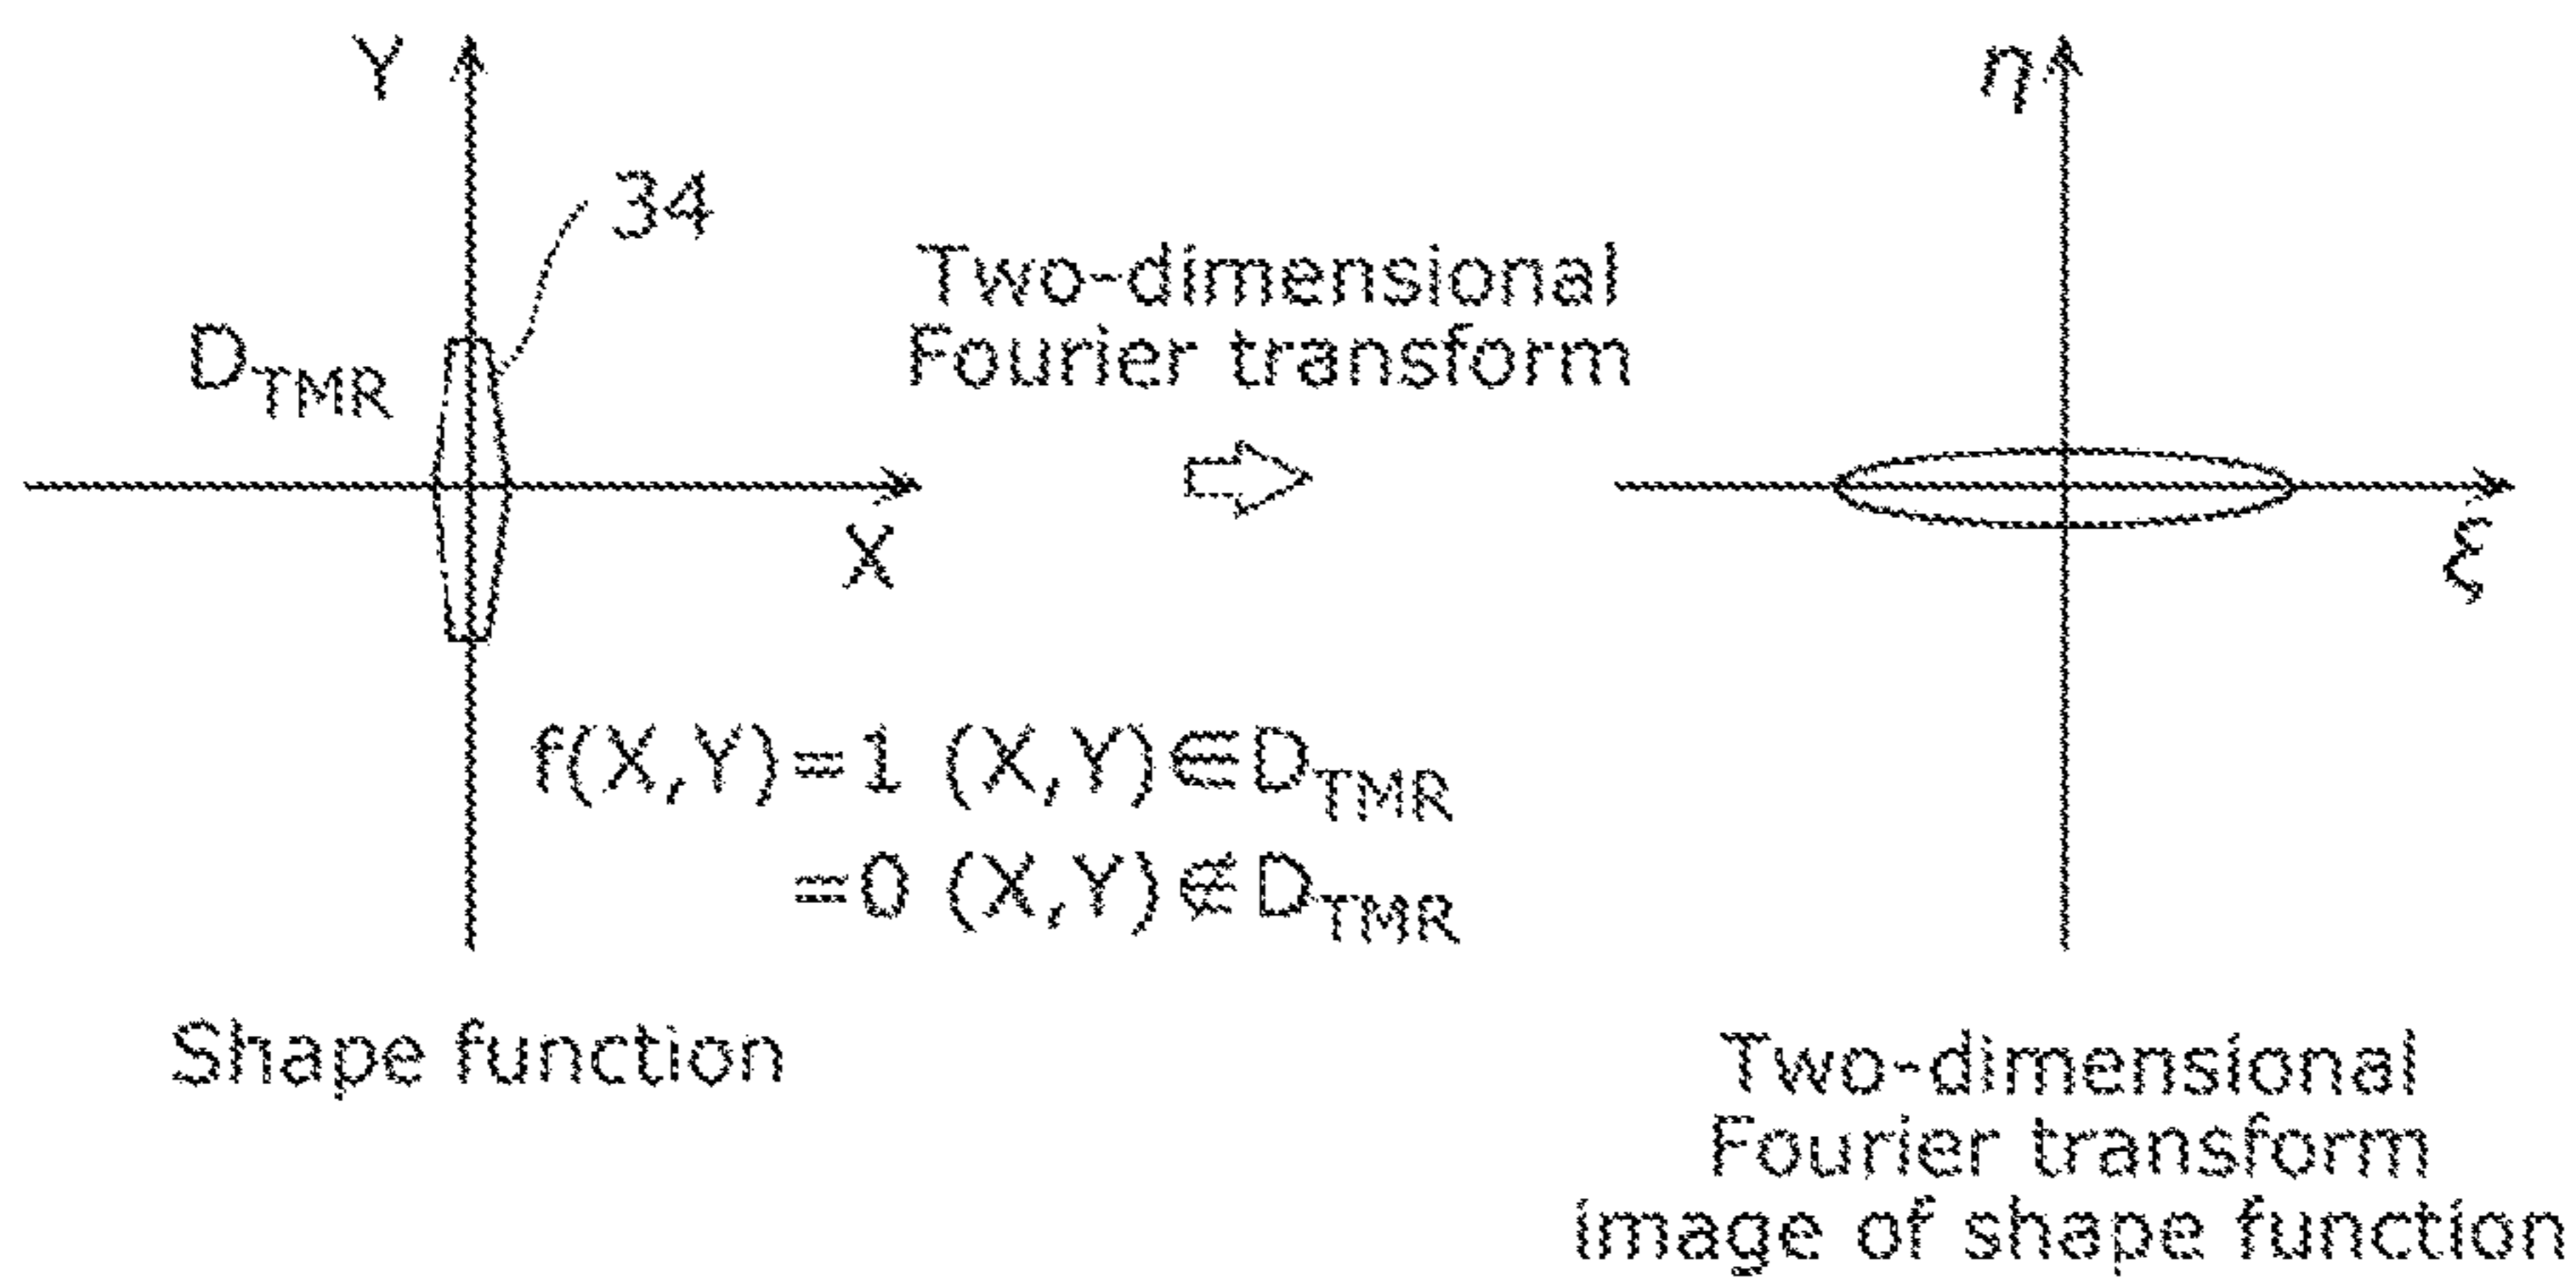 Y
34
D_TMR
X
Two-dimensional
Fourier transform
η
ξ
f(X,Y)=1 (X,Y)∈D_TMR
=0 (X,Y)∉D_TMR
Shape function
Two-dimensional
Fourier transform
image of shape function